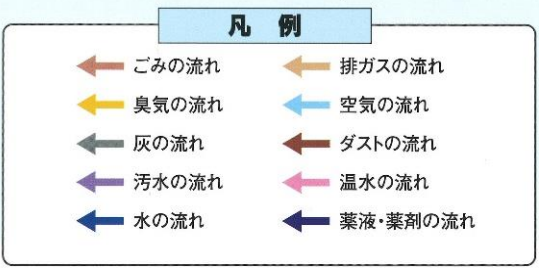 凡 例
ごみの流れ
臭気の流れ
灰の流れ
汚水の流れ
水の流れ
排ガスの流れ
空気の流れ
ダストの流れ
温水の流れ
薬液・薬剤の流れ